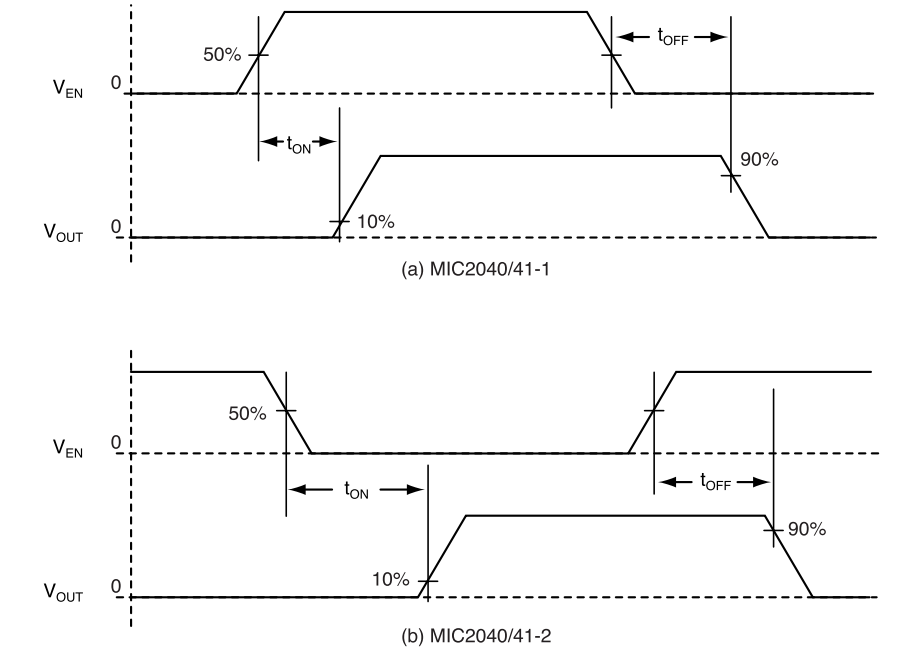 50%
tOFF
VEN 0
tON
90%
10%
VOUT 0
(a) MIC2040/41-1
50%
VEN 0
tON
tOFF
90%
10%
VOUT 0
(b) MIC2040/41-2